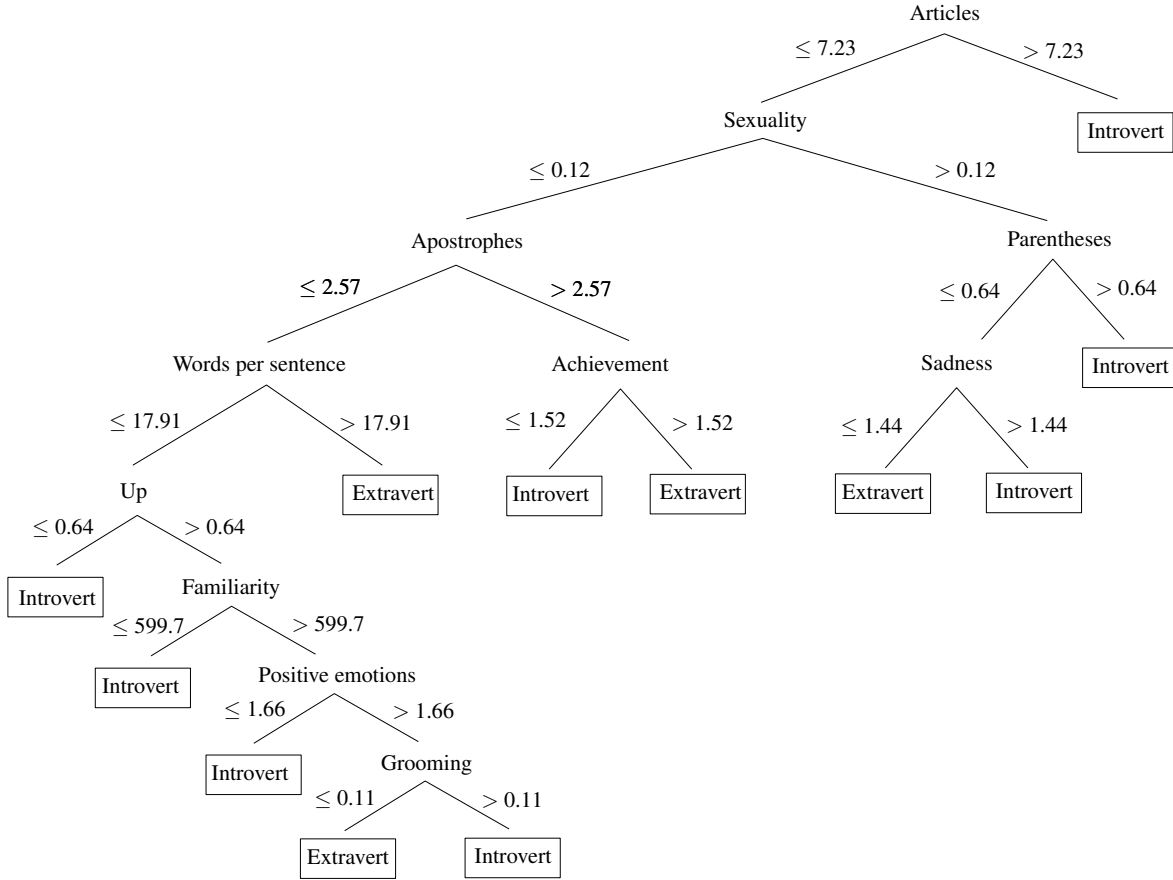 Articles
≤ 7.23 > 7.23
Sexuality Introvert
≤ 0.12 > 0.12
Apostrophes Parentheses
≤ 2.57 > 2.57 ≤ 0.64 > 0.64
Words per sentence Achievement Sadness Introvert
≤ 17.91 > 17.91 ≤ 1.52 > 1.52 ≤ 1.44 > 1.44
Up Extravert Introvert Extravert Extravert Introvert
≤ 0.64 > 0.64
Introvert Familiarity
≤ 599.7 > 599.7
Introvert Positive emotions
≤ 1.66 > 1.66
Introvert Grooming
≤ 0.11 > 0.11
Extravert Introvert